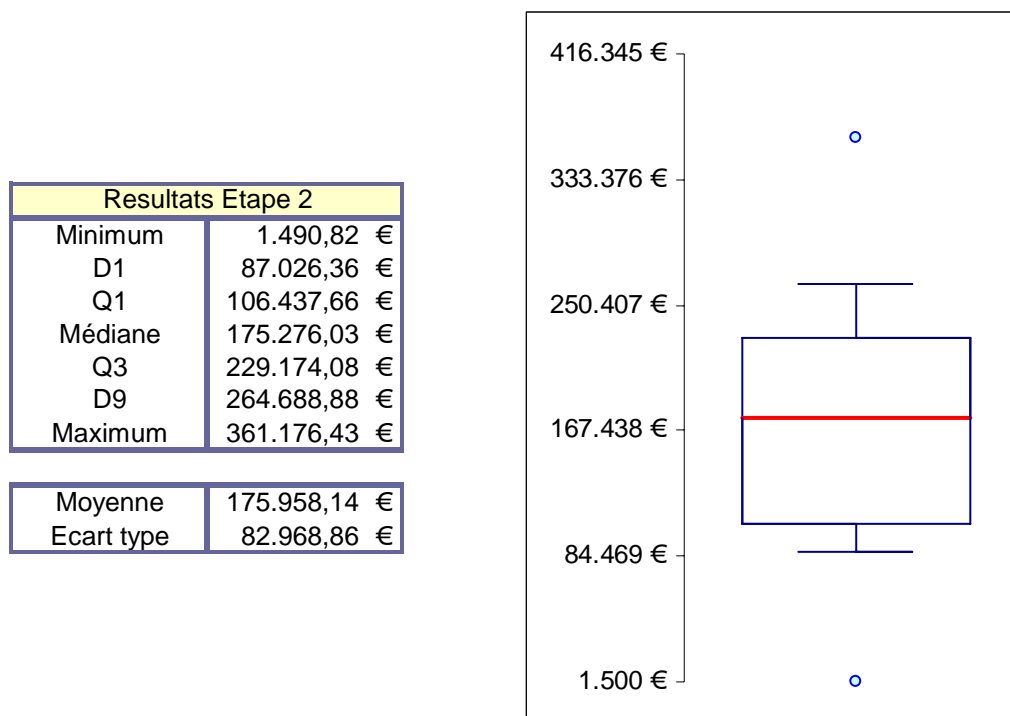 Resultats Etape 2
Minimum 1.490,82 €
D1 87.026,36 €
Q1 106.437,66 €
Médiane 175.276,03 €
Q3 229.174,08 €
D9 264.688,88 €
Maximum 361.176,43 €
Moyenne 175.958,14 €
Ecart type 82.968,86 €
416.345 €
333.376 €
250.407 €
167.438 €
84.469 €
1.500 €